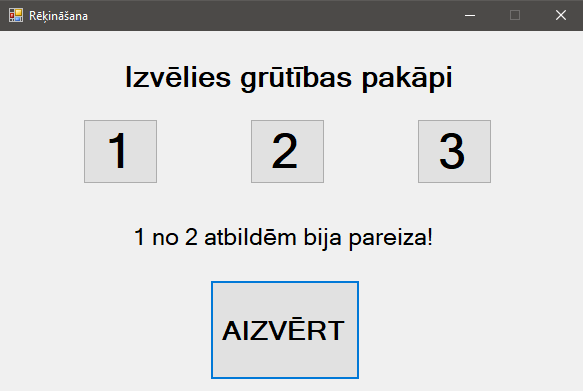 Rēķināšana
Izvēlies grūtības pakāpi
1 2 3
1 no 2 atbildēm bija pareiza!
AIZVĒRT